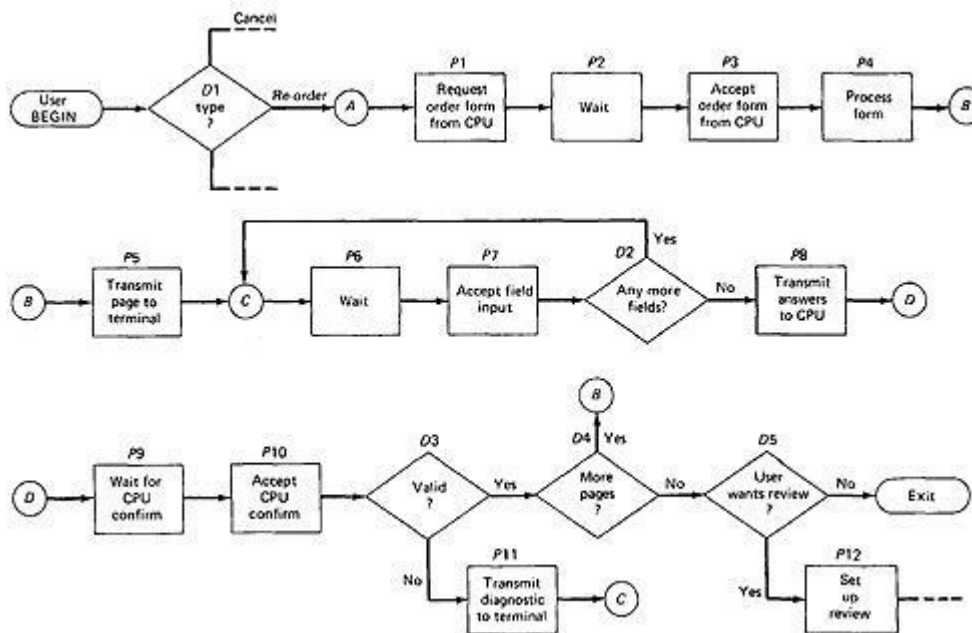 Cancel
P1
P2
P3
P4
User
BEGIN
D1
type
?
Re-order
A
Request
order form
from CPU
Wait
Accept
order form
from CPU
Process
form
B
Yes
P5
P6
P7
D2
P8
B
Transmit
page to
terminal
C
Wait
Accept field
input
Any more
fields?
No
Transmit
answers
to CPU
D
B
P9
P10
D3
D4
Yes
D5
D
Wait for
CPU
confirm
Accept
CPU
confirm
Valid
?
Yes
More
pages
?
No
User
wants review
?
No
Exit
P11
P12
No
Transmit
diagnostic
to terminal
C
Yes
Set
up
review